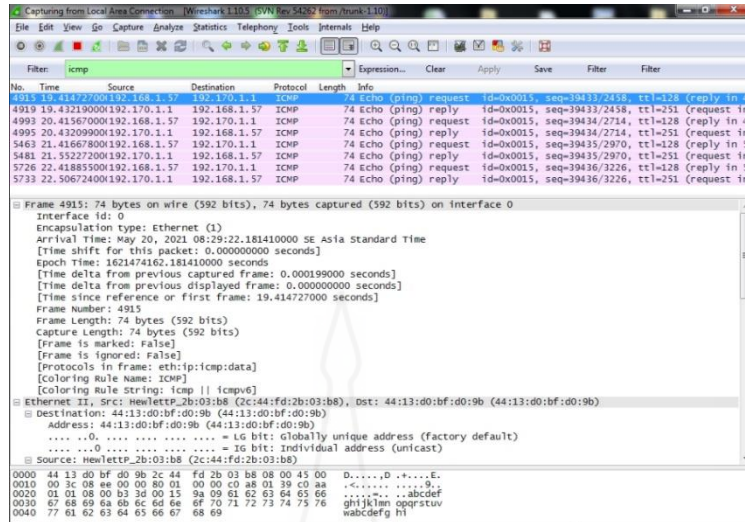 Capturing from Local Area Connection [Wireshark 1.10.5 (SVN Rev 54262 from /trunk-1.10)]
File Edit View Go Capture Analyze Statistics Telephony Tools Internals Help
Filter: icmp Expression... Clear Apply Save Filter Filter
No. Time Source Destination Protocol Length Info
4915 19.41472700(192.168.1.57 192.170.1.1 ICMP 74 Echo (ping) request id=0x0015, seq=39433/2458, ttl=128 (reply in 4
4919 19.43219000(192.170.1.1 192.168.1.57 ICMP 74 Echo (ping) reply id=0x0015, seq=39433/2458, ttl=251 (request in
4993 20.41567000(192.168.1.57 192.170.1.1 ICMP 74 Echo (ping) request id=0x0015, seq=39434/2714, ttl=128 (reply in 4
4995 20.43209900(192.170.1.1 192.168.1.57 ICMP 74 Echo (ping) reply id=0x0015, seq=39434/2714, ttl=251 (request in
5463 21.41667800(192.168.1.57 192.170.1.1 ICMP 74 Echo (ping) request id=0x0015, seq=39435/2970, ttl=128 (reply in 5
5481 21.55227200(192.170.1.1 192.168.1.57 ICMP 74 Echo (ping) reply id=0x0015, seq=39435/2970, ttl=251 (request in
5726 22.41885500(192.168.1.57 192.170.1.1 ICMP 74 Echo (ping) request id=0x0015, seq=39436/3226, ttl=128 (reply in 5
5733 22.50672400(192.170.1.1 192.168.1.57 ICMP 74 Echo (ping) reply id=0x0015, seq=39436/3226, ttl=251 (request in
Frame 4915: 74 bytes on wire (592 bits), 74 bytes captured (592 bits) on interface 0
Interface id: 0
Encapsulation type: Ethernet (1)
Arrival Time: May 20, 2021 08:29:22.181410000 SE Asia Standard Time
[Time shift for this packet: 0.000000000 seconds]
Epoch Time: 1621474162.181410000 seconds
[Time delta from previous captured frame: 0.000199000 seconds]
[Time delta from previous displayed frame: 0.000000000 seconds]
[Time since reference or first frame: 19.414727000 seconds]
Frame Number: 4915
Frame Length: 74 bytes (592 bits)
Capture Length: 74 bytes (592 bits)
[Frame is marked: False]
[Frame is ignored: False]
[Protocols in frame: eth:ip:icmp:data]
[Coloring Rule Name: ICMP]
[Coloring Rule String: icmp || icmpv6]
Ethernet II, Src: HewlettP_2b:03:b8 (2c:44:fd:2b:03:b8), Dst: 44:13:d0:bf:d0:9b (44:13:d0:bf:d0:9b)
Destination: 44:13:d0:bf:d0:9b (44:13:d0:bf:d0:9b)
Address: 44:13:d0:bf:d0:9b (44:13:d0:bf:d0:9b)
.... ..0. .... .... .... .... = LG bit: Globally unique address (factory default)
.... ...0 .... .... .... .... = IG bit: Individual address (unicast)
Source: HewlettP_2b:03:b8 (2c:44:fd:2b:03:b8)
0000 44 13 d0 bf d0 9b 2c 44 fd 2b 03 b8 08 00 45 00 D.....,D .+....E.
0010 00 3c 08 ee 00 00 80 01 00 00 c0 a8 01 39 c0 aa .<...... .....9..
0020 01 01 08 00 b3 3d 00 15 9a 09 61 62 63 64 65 66 .....=.. ..abcdef
0030 67 68 69 6a 6b 6c 6d 6e 6f 70 71 72 73 74 75 76 ghijklmn opqrstuv
0040 77 61 62 63 64 65 66 67 68 69 wabcdefg hi